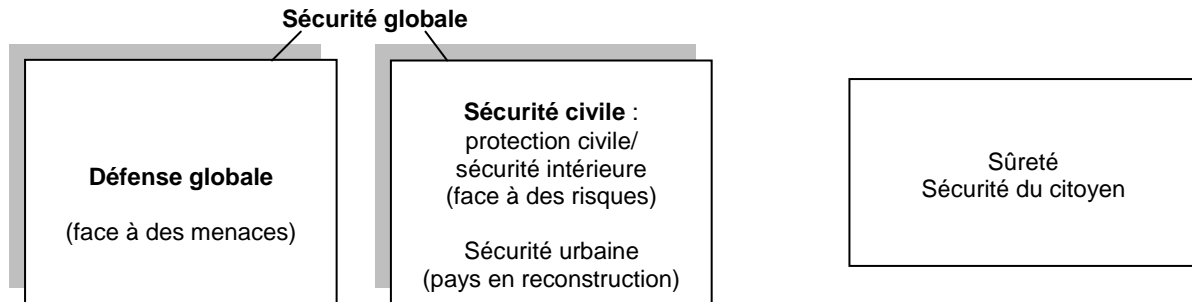 Sécurité globale
Défense globale
(face à des menaces)
Sécurité civile :
protection civile/
sécurité intérieure
(face à des risques)
Sécurité urbaine
(pays en reconstruction)
Sûreté
Sécurité du citoyen